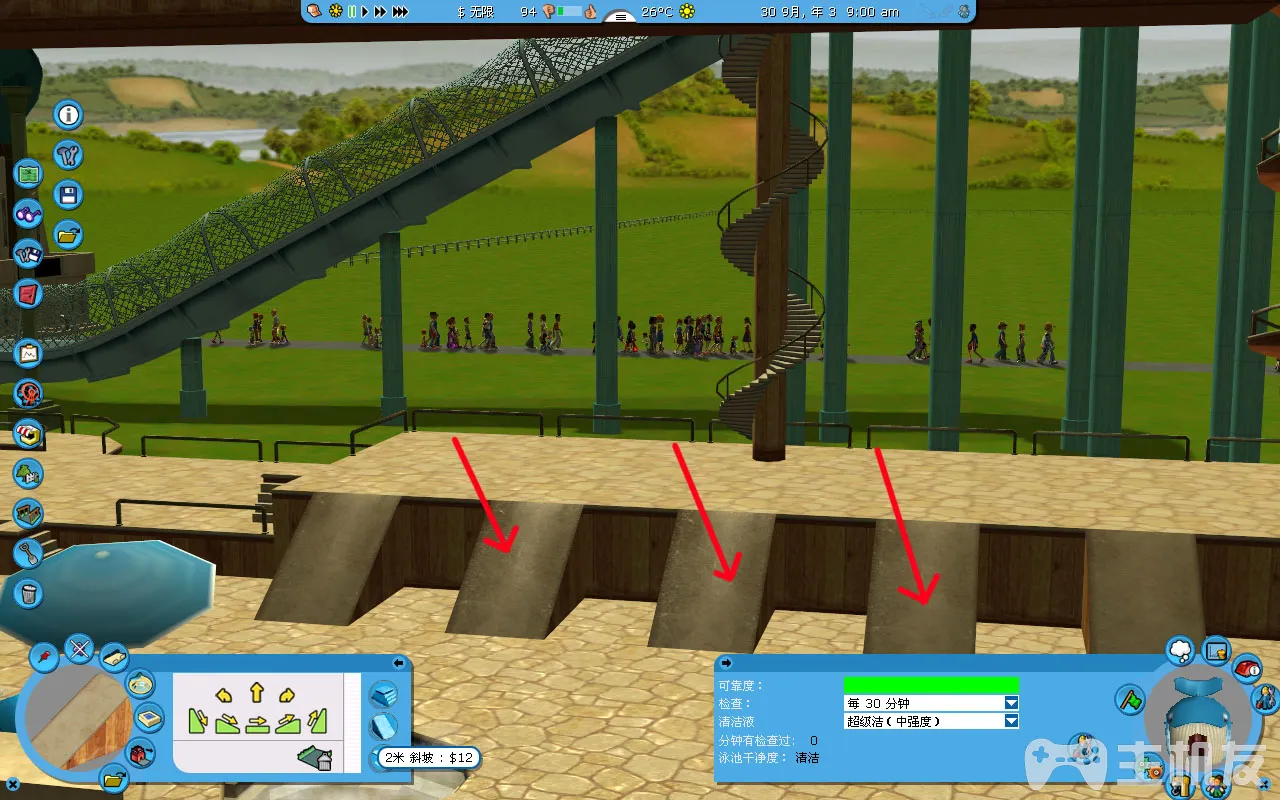 $ 无限
94
26°C
30 9月, 年 3 9:00 am
可靠度：
检查： 每 30 分钟
清洁液 超级洁（中强度）
分钟有检查过： 0
泳池干净度： 清洁
2米 斜坡：$12
主机友